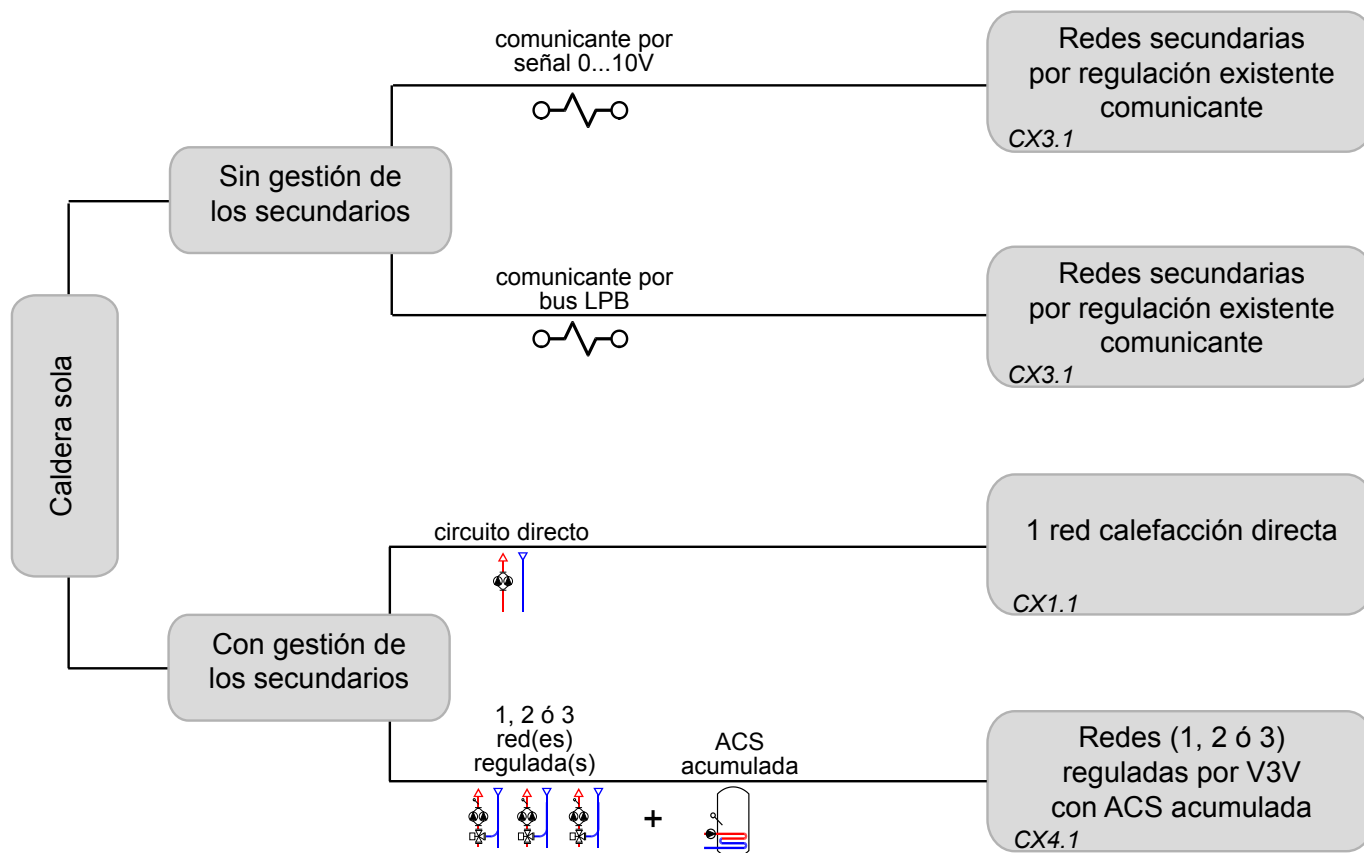 Caldera sola
Sin gestión de
los secundarios
comunicante por
señal 0...10V
Redes secundarias
por regulación existente
comunicante
CX3.1
comunicante por
bus LPB
Redes secundarias
por regulación existente
comunicante
CX3.1
Con gestión de
los secundarios
circuito directo
1 red calefacción directa
CX1.1
1, 2 ó 3
red(es)
regulada(s)
+
ACS
acumulada
Redes (1, 2 ó 3)
reguladas por V3V
con ACS acumulada
CX4.1